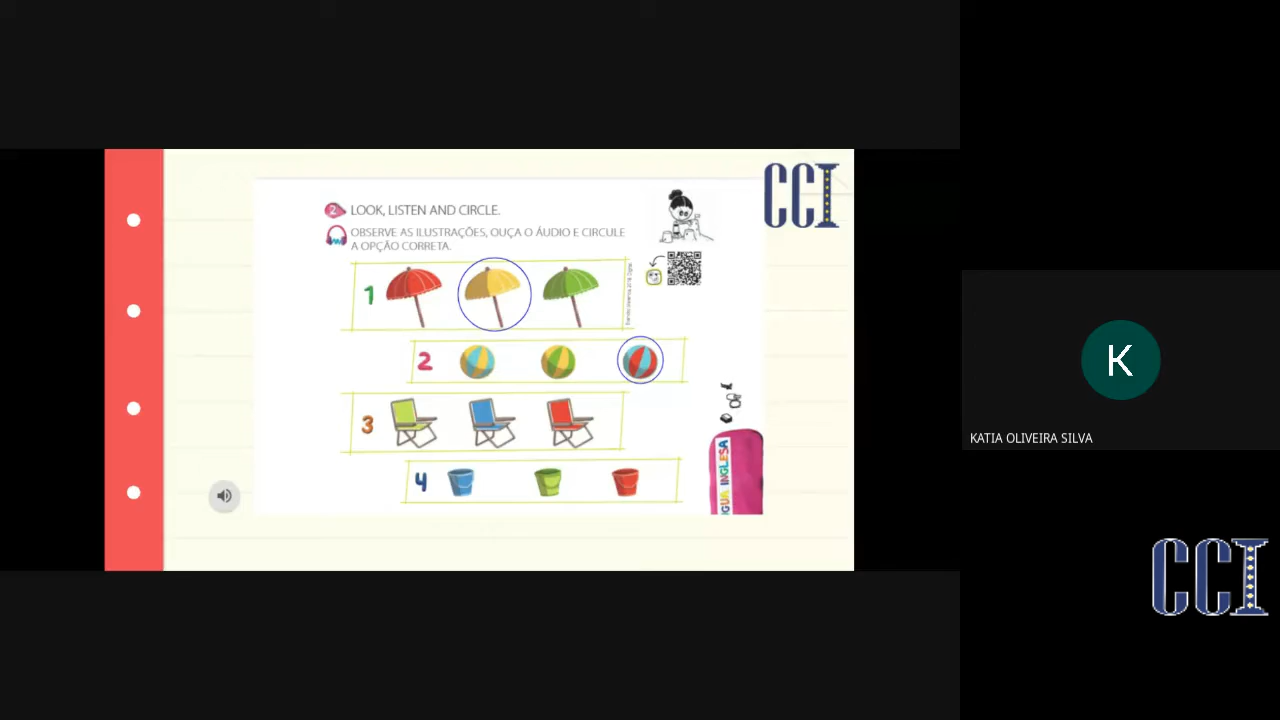 CCI
2 LOOK, LISTEN AND CIRCLE.
OBSERVE AS ILUSTRAÇÕES, OUÇA O ÁUDIO E CIRCULE
A OPÇÃO CORRETA.
1
2
3
4
GUA INGLESA
K
KATIA OLIVEIRA SILVA
CCI